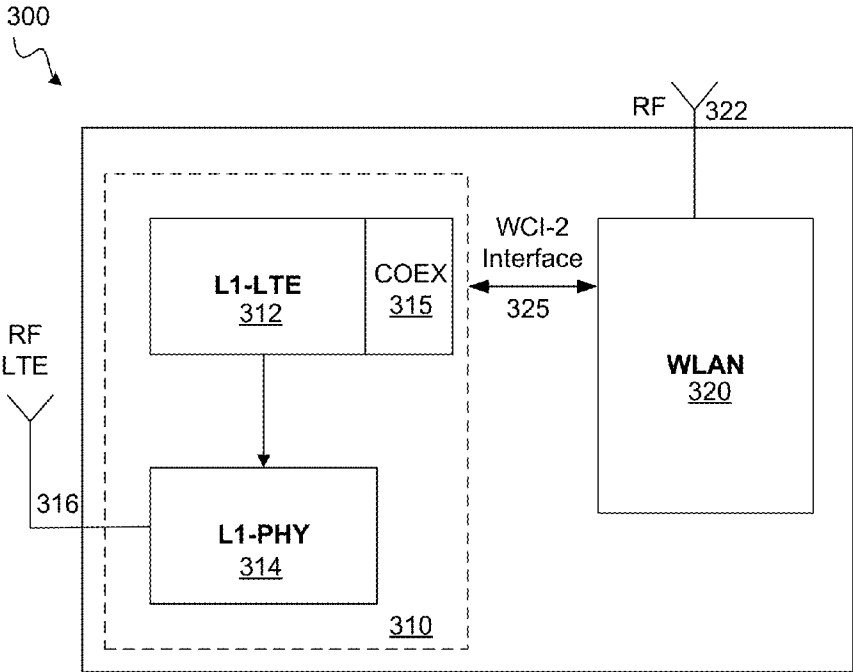 300
RF
322
WCI-2
Interface
325
L1-LTE
312
COEX
315
RF
LTE
WLAN
320
316
L1-PHY
314
310